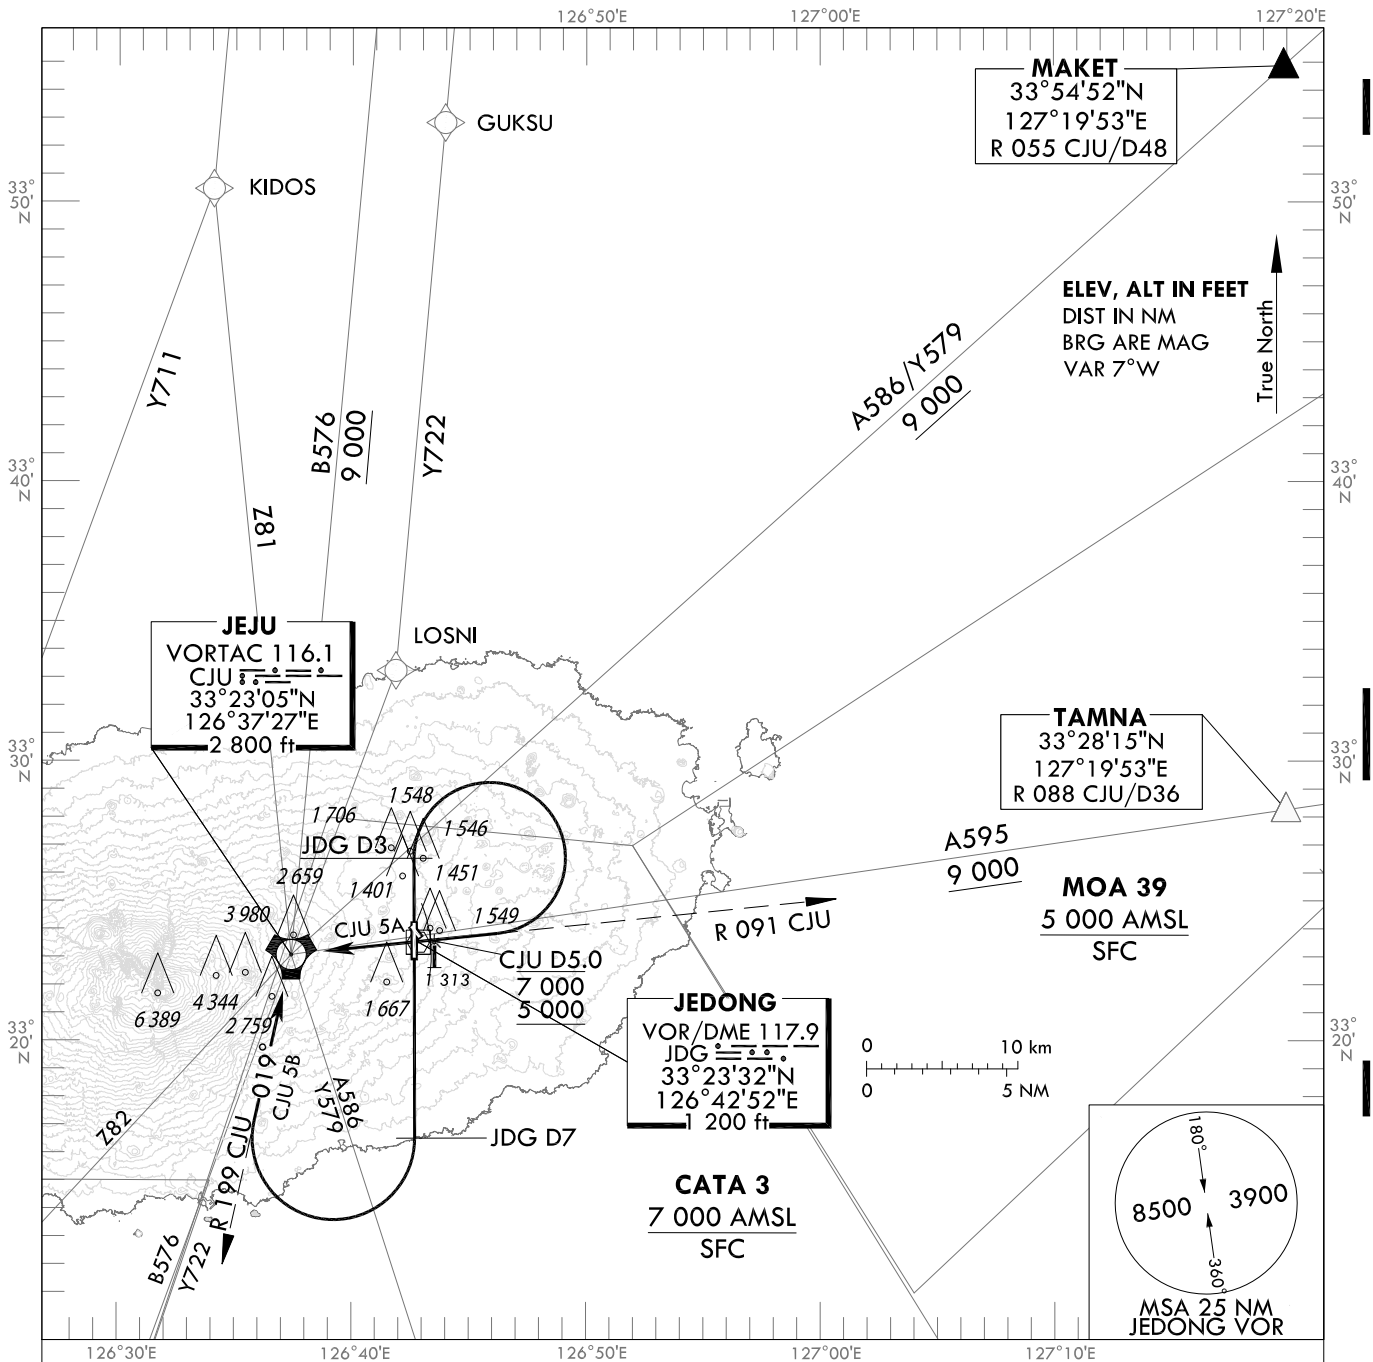 126°50'E
127°00'E
127°20'E
MAKET
33°54'52"N
127°19'53"E
R 055 CJU/D48
GUKSU
KIDOS
33°
50'
N
33°
50'
N
ELEV, ALT IN FEET
DIST IN NM
BRG ARE MAG
VAR 7°W
True North
Y711
B576
9 000
Y722
A586/Y579
9 000
33°
40'
N
33°
40'
N
Z81
LOSNI
JEJU
VORTAC 116.1
CJU
33°23'05"N
126°37'27"E
2 800 ft
TAMNA
33°28'15"N
127°19'53"E
R 088 CJU/D36
33°
30'
N
33°
30'
N
1 548
1 706
1 546
JDG D3
A595
9 000
2 659
1 401
1 451
MOA 39
5 000 AMSL
SFC
3 980
CJU 5A
1 549
R 091 CJU
CJU D5.0
7 000
5 000
1 313
6 389
4 344
2 759
1 667
JEDONG
VOR/DME 117.9
JDG
33°23'32"N
126°42'52"E
1 200 ft
0
10 km
0
5 NM
33°
20'
N
33°
20'
N
019°
CJU 5B
A586
Y579
Z82
R 199 CJU
JDG D7
CATA 3
7 000 AMSL
SFC
B576
Y722
180°
8500
3900
360°
MSA 25 NM
JEDONG VOR
126°30'E
126°40'E
126°50'E
127°00'E
127°10'E